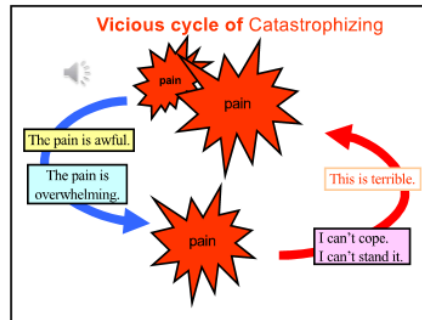 Vicious cycle of Catastrophizing
pain
pain
The pain is awful.
The pain is
overwhelming.
This is terrible.
pain
I can't cope.
I can't stand it.